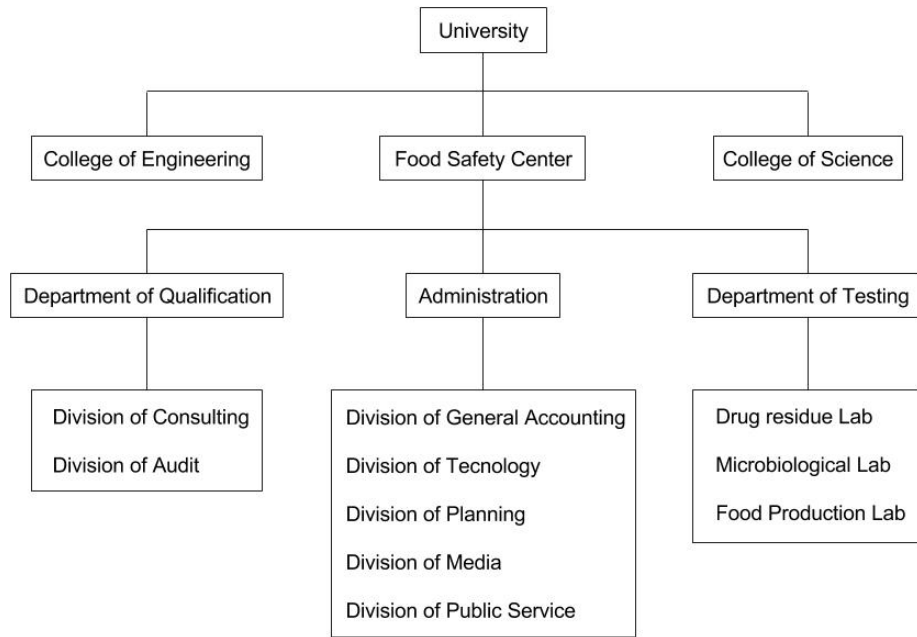 University
College of Engineering
Food Safety Center
College of Science
Department of Qualification
Administration
Department of Testing
Division of Consulting
Division of Audit
Division of General Accounting
Division of Tecnology
Division of Planning
Division of Media
Division of Public Service
Drug residue Lab
Microbiological Lab
Food Production Lab